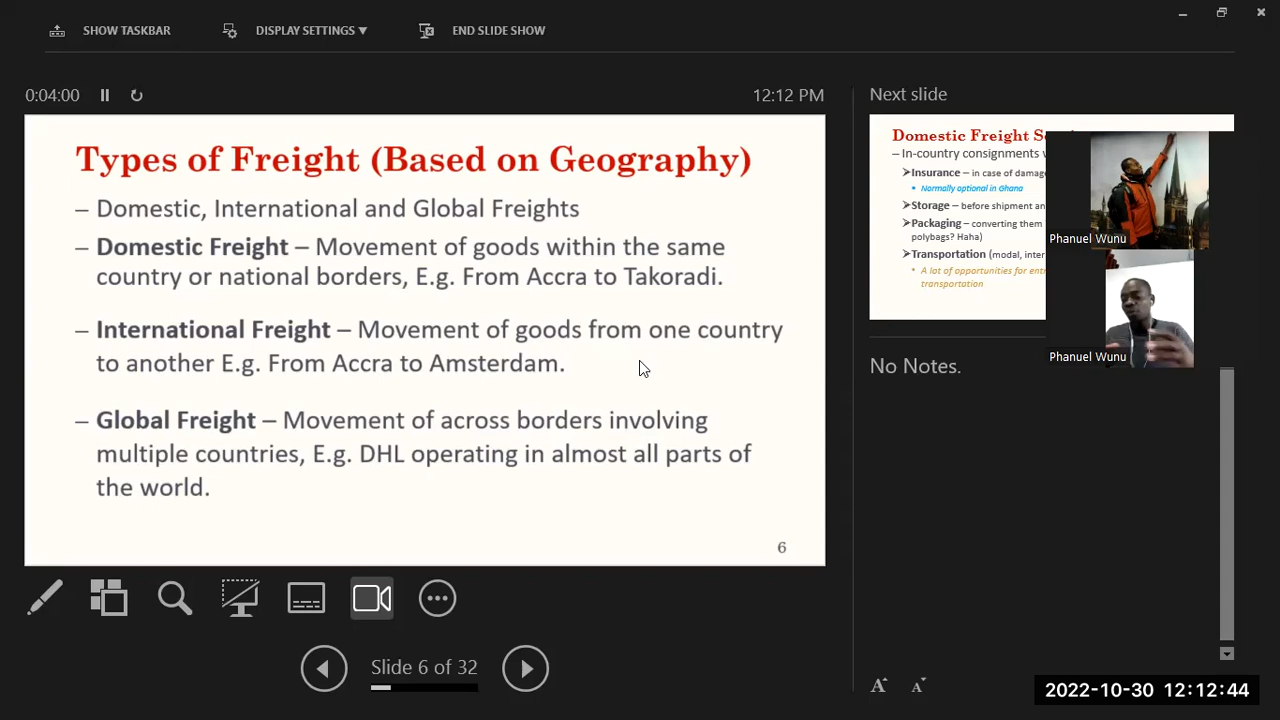 SHOW TASKBAR
DISPLAY SETTINGS ▼
END SLIDE SHOW
0:04:00
12:12 PM
Types of Freight (Based on Geography)
– Domestic, International and Global Freights
– Domestic Freight – Movement of goods within the same
country or national borders, E.g. From Accra to Takoradi.
– International Freight – Movement of goods from one country
to another E.g. From Accra to Amsterdam.
– Global Freight – Movement of across borders involving
multiple countries, E.g. DHL operating in almost all parts of
the world.
6
Slide 6 of 32
Next slide
Domestic Freight
– In-country consignments
➢Insurance – in case of
• Normally optional in Ghana
➢Storage – before shipment
➢Packaging – converting them
polybags? Haha)
➢Transportation (modal,
• A lot of opportunities for
transportation
Phanuel Wunu
Phanuel Wunu
No Notes.
A A
2022-10-30 12:12:44